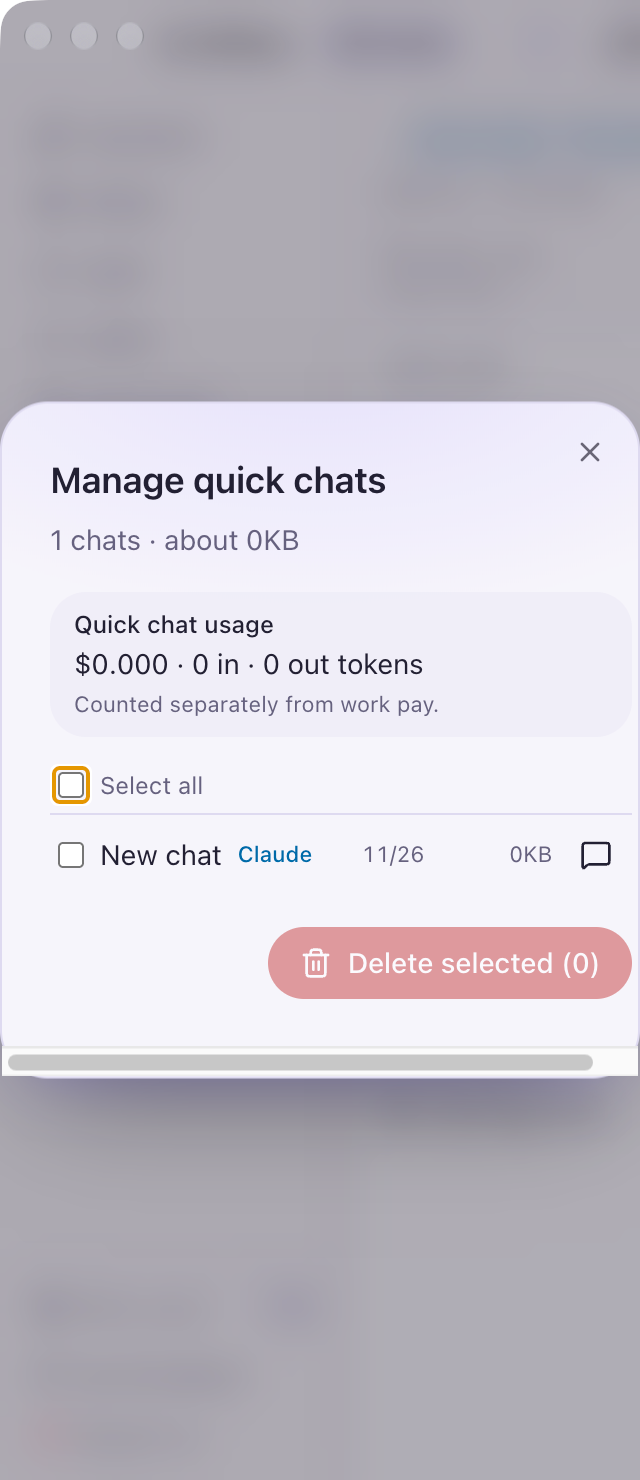 Manage quick chats
1 chats · about 0KB
Quick chat usage
$0.000 · 0 in · 0 out tokens
Counted separately from work pay.
Select all
New chat Claude 11/26 0KB
Delete selected (0)